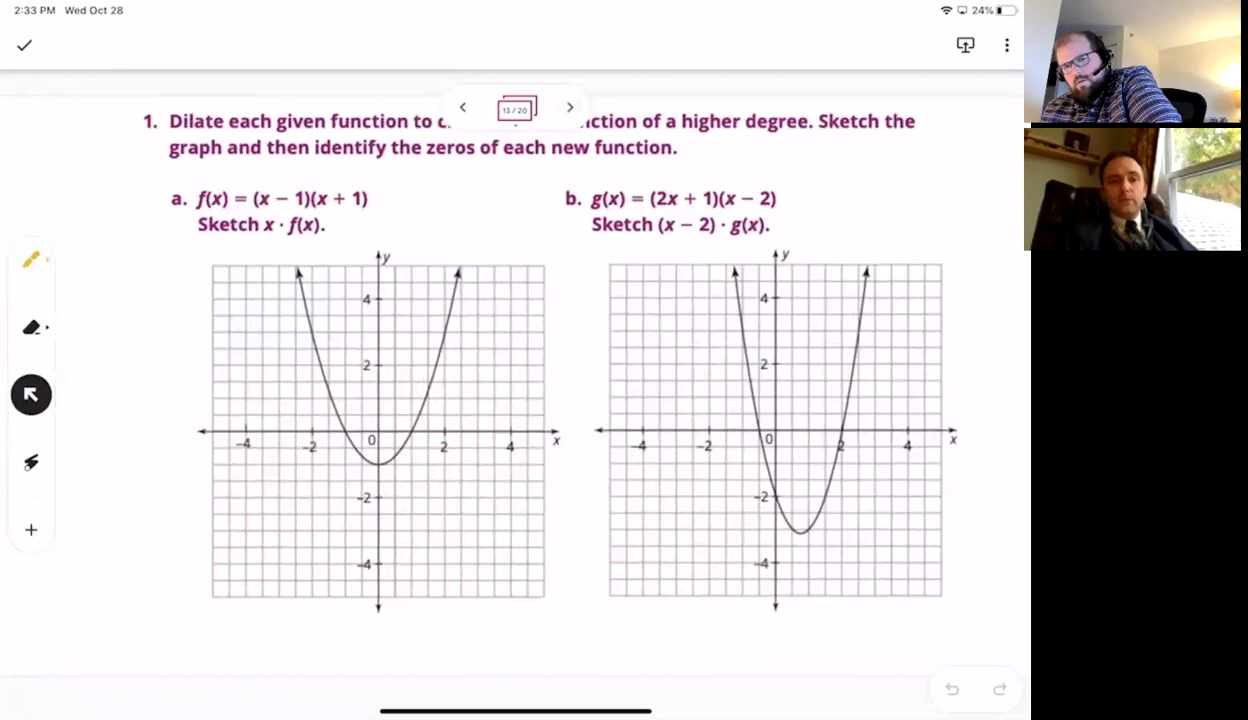 2:33 PM Wed Oct 28
24%
13 / 20
1. Dilate each given function to c
ction of a higher degree. Sketch the
graph and then identify the zeros of each new function.
a. f(x) = (x – 1)(x + 1)
Sketch x · f(x).
b. g(x) = (2x + 1)(x – 2)
Sketch (x – 2) · g(x).
y
4
2
-4 -2 0 2 4 x
-2
-4
y
4
2
-4 -2 0 2 4 x
-2
-4